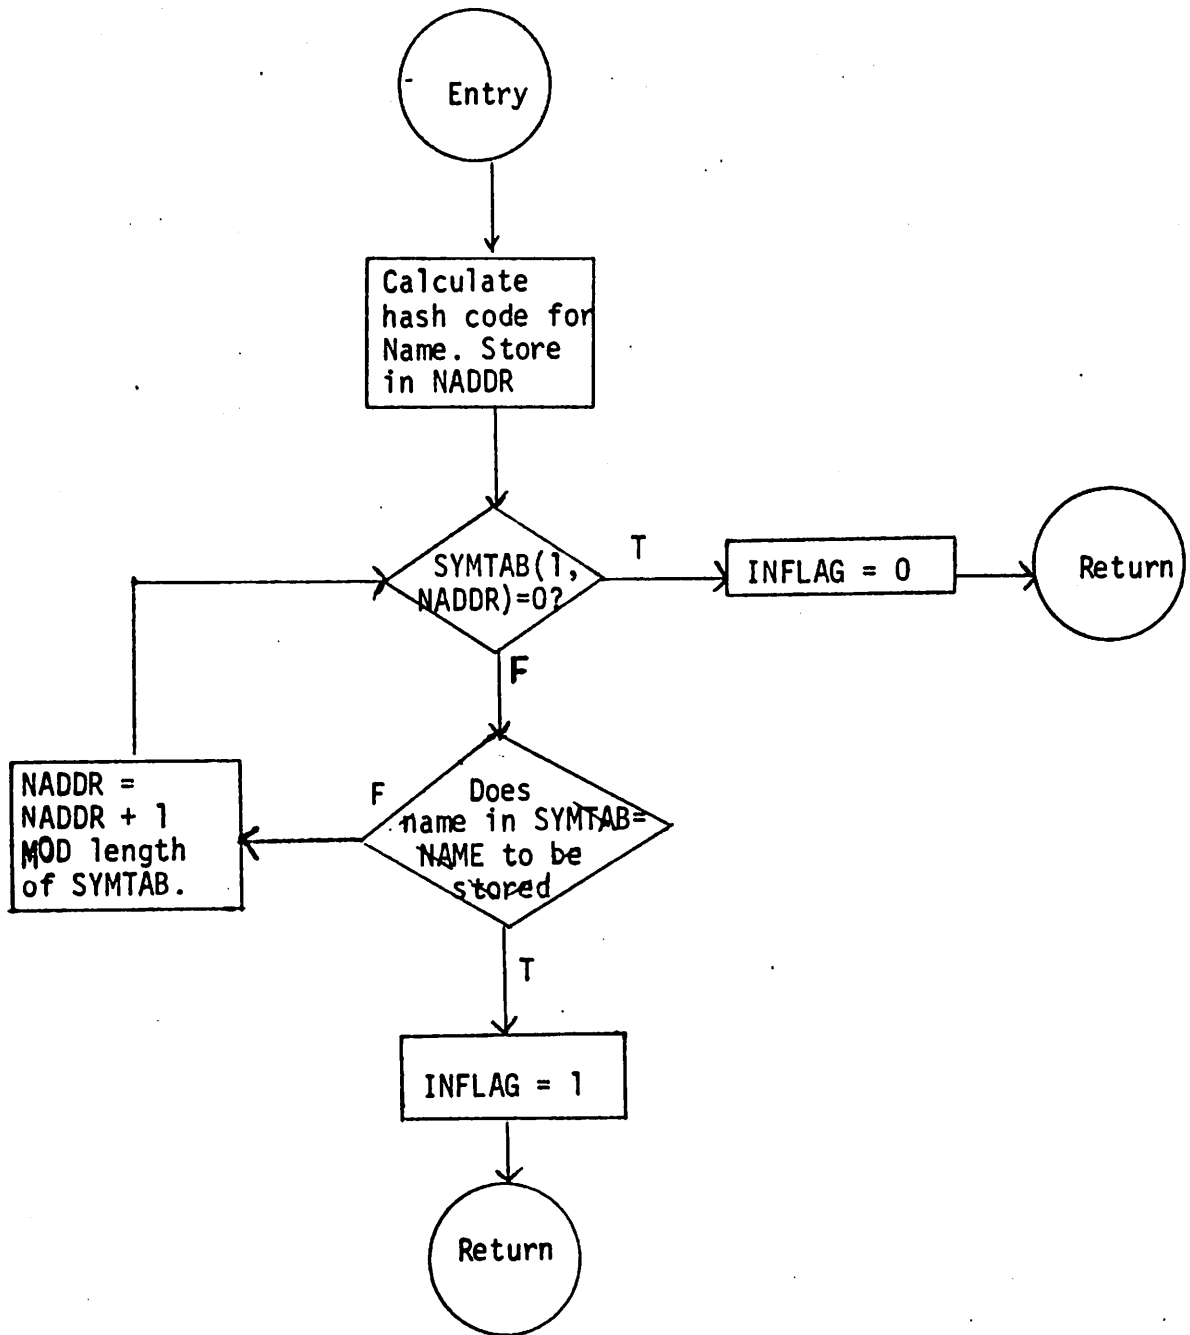 Entry
Calculate
hash code for
Name. Store
in NADDR
SYMTAB(1,
NADDR)=0?
T
INFLAG = 0
Return
F
Does
name in SYMTAB=
NAME to be
stored
F
NADDR =
NADDR + 1
MOD length
of SYMTAB.
T
INFLAG = 1
Return